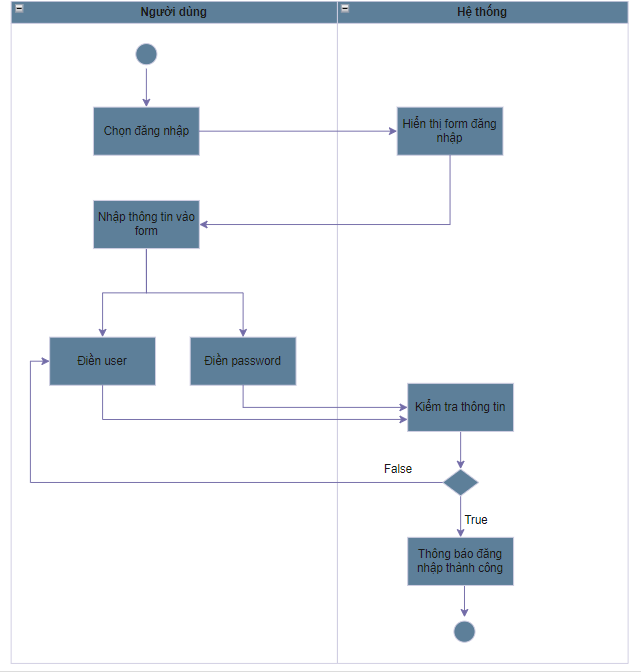 Người dùng
Hệ thống
Chọn đăng nhập
Hiển thị form đăng
nhập
Nhập thông tin vào
form
Điền user
Điền password
Kiểm tra thông tin
False
True
Thông báo đăng
nhập thành công